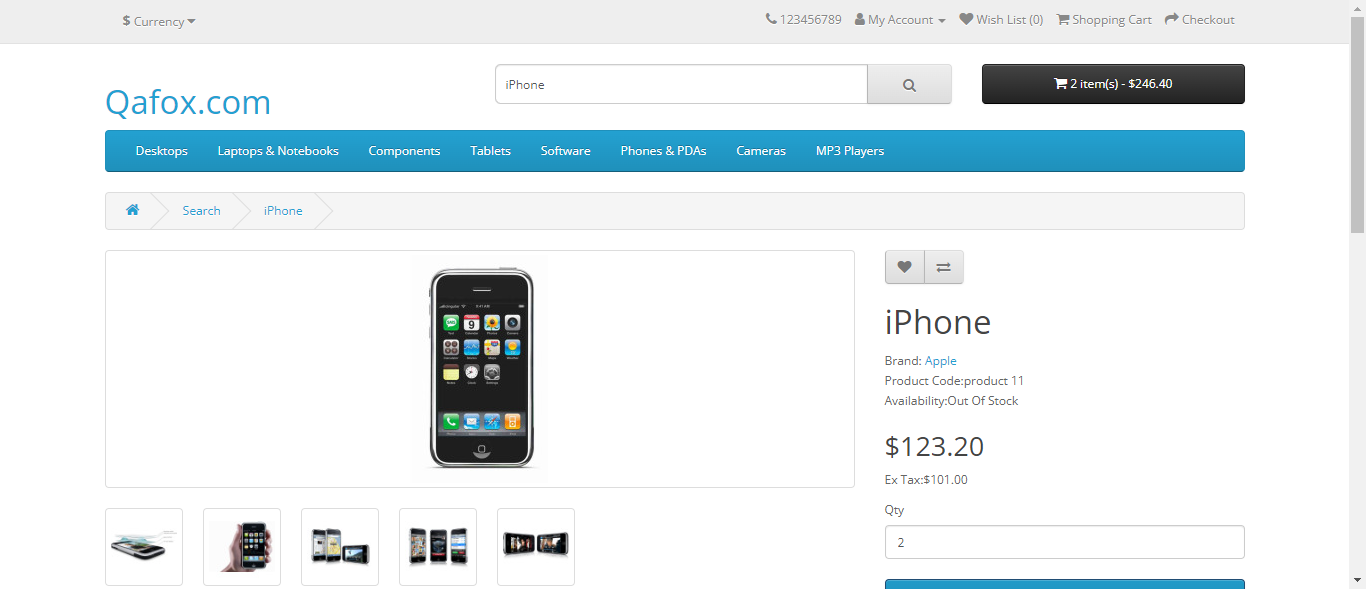 $ Currency
123456789 My Account Wish List (0) Shopping Cart Checkout
Qafox.com
iPhone
2 item(s) - $246.40
Desktops Laptops & Notebooks Components Tablets Software Phones & PDAs Cameras MP3 Players
Search iPhone
iPhone
Brand: Apple
Product Code:product 11
Availability:Out Of Stock
$123.20
Ex Tax:$101.00
Qty
2